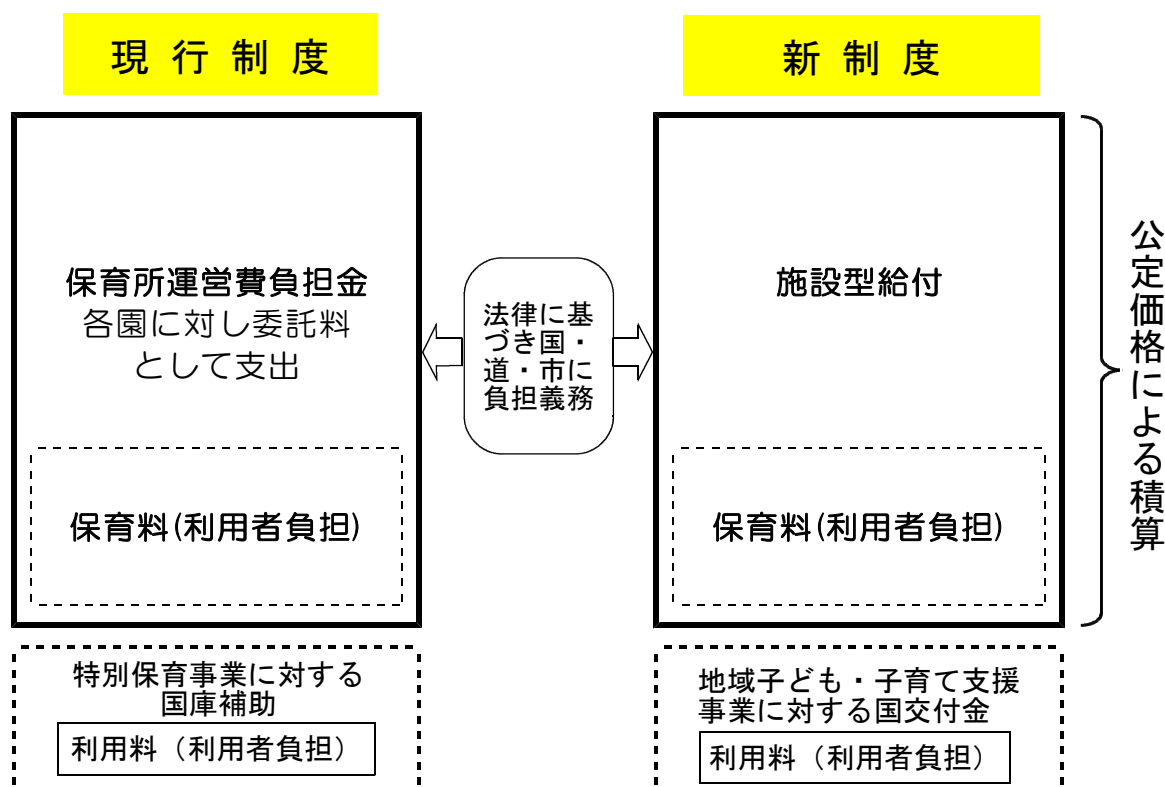 現行制度
新制度
保育所運営費負担金
各園に対し委託料
として支出
保育料(利用者負担)
法律に基
づき国・
道・市に
負担義務
施設型給付
保育料(利用者負担)
公定価格による積算
特別保育事業に対する
国庫補助
利用料（利用者負担）
地域子ども・子育て支援
事業に対する国交付金
利用料（利用者負担）